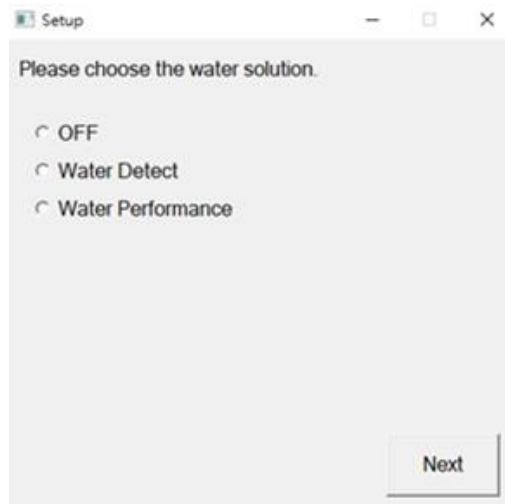 Setup
Please choose the water solution.
OFF
Water Detect
Water Performance
Next